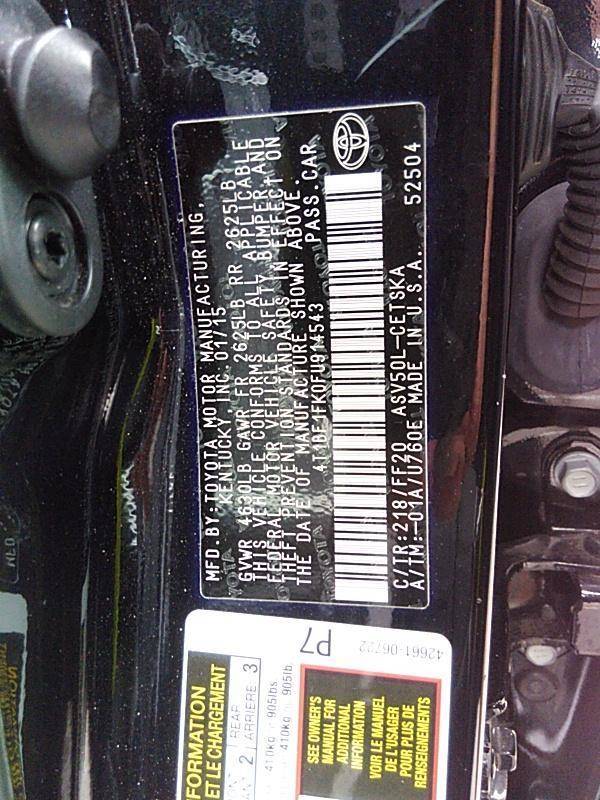 MFD.BY:TOYOTA MOTOR MANUFACTURING,
KENTUCKY, INC. 01/15
GVWR 4630LB GAWR FR 2625LB RR 2625LB
THIS VEHICLE CONFORMS TO ALL APPLICABLE
FEDERAL MOTOR VEHICLE SAFETY, BUMPER, AND
THEFT PREVENTION STANDARDS IN EFFECT ON
THE DATE OF MANUFACTURE SHOWN ABOVE.
4T1BF1FK0FU914543 PASS.CAR
C/TR:218/FF20 ASV50L-CETSKA
A/TM:-01A/U760E MADE IN U.S.A. 52504
P7
42661-06722
INFORMATION
ET LE CHARGEMENT
2 REAR
ARRIERE 3
410kg 905lbs.
410kg 905lb.
SEE OWNER'S
MANUAL FOR
ADDITIONAL
INFORMATION
VOIR LE MANUEL
DE L'USAGER
POUR PLUS DE
RENSEIGNEMENTS